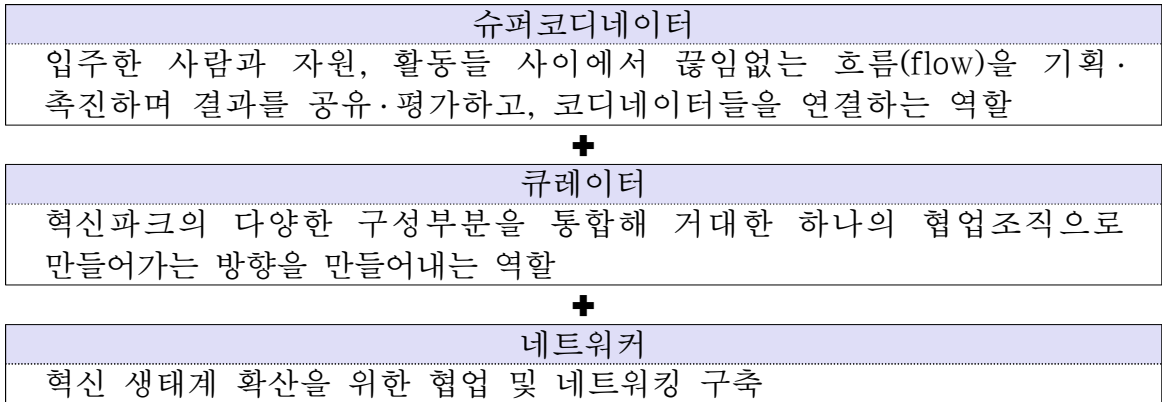 슈퍼코디네이터
입주한 사람과 자원, 활동들 사이에서 끊임없는 흐름(flow)을 기획·
촉진하며 결과를 공유·평가하고, 코디네이터들을 연결하는 역할
✚
큐레이터
혁신파크의 다양한 구성부분을 통합해 거대한 하나의 협업조직으로
만들어가는 방향을 만들어내는 역할
✚
네트워커
혁신 생태계 확산을 위한 협업 및 네트워킹 구축